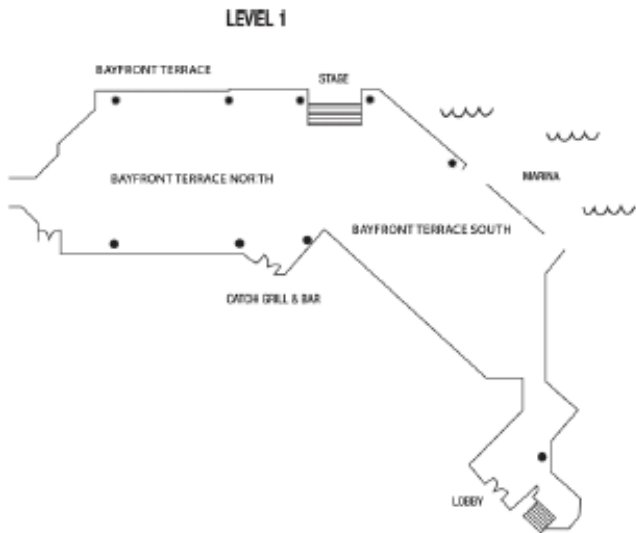 LEVEL 1
BAYFRONT TERRACE
STAGE
BAYFRONT TERRACE NORTH
MARINA
BAYFRONT TERRACE SOUTH
CATCH GRILL & BAR
LOBBY